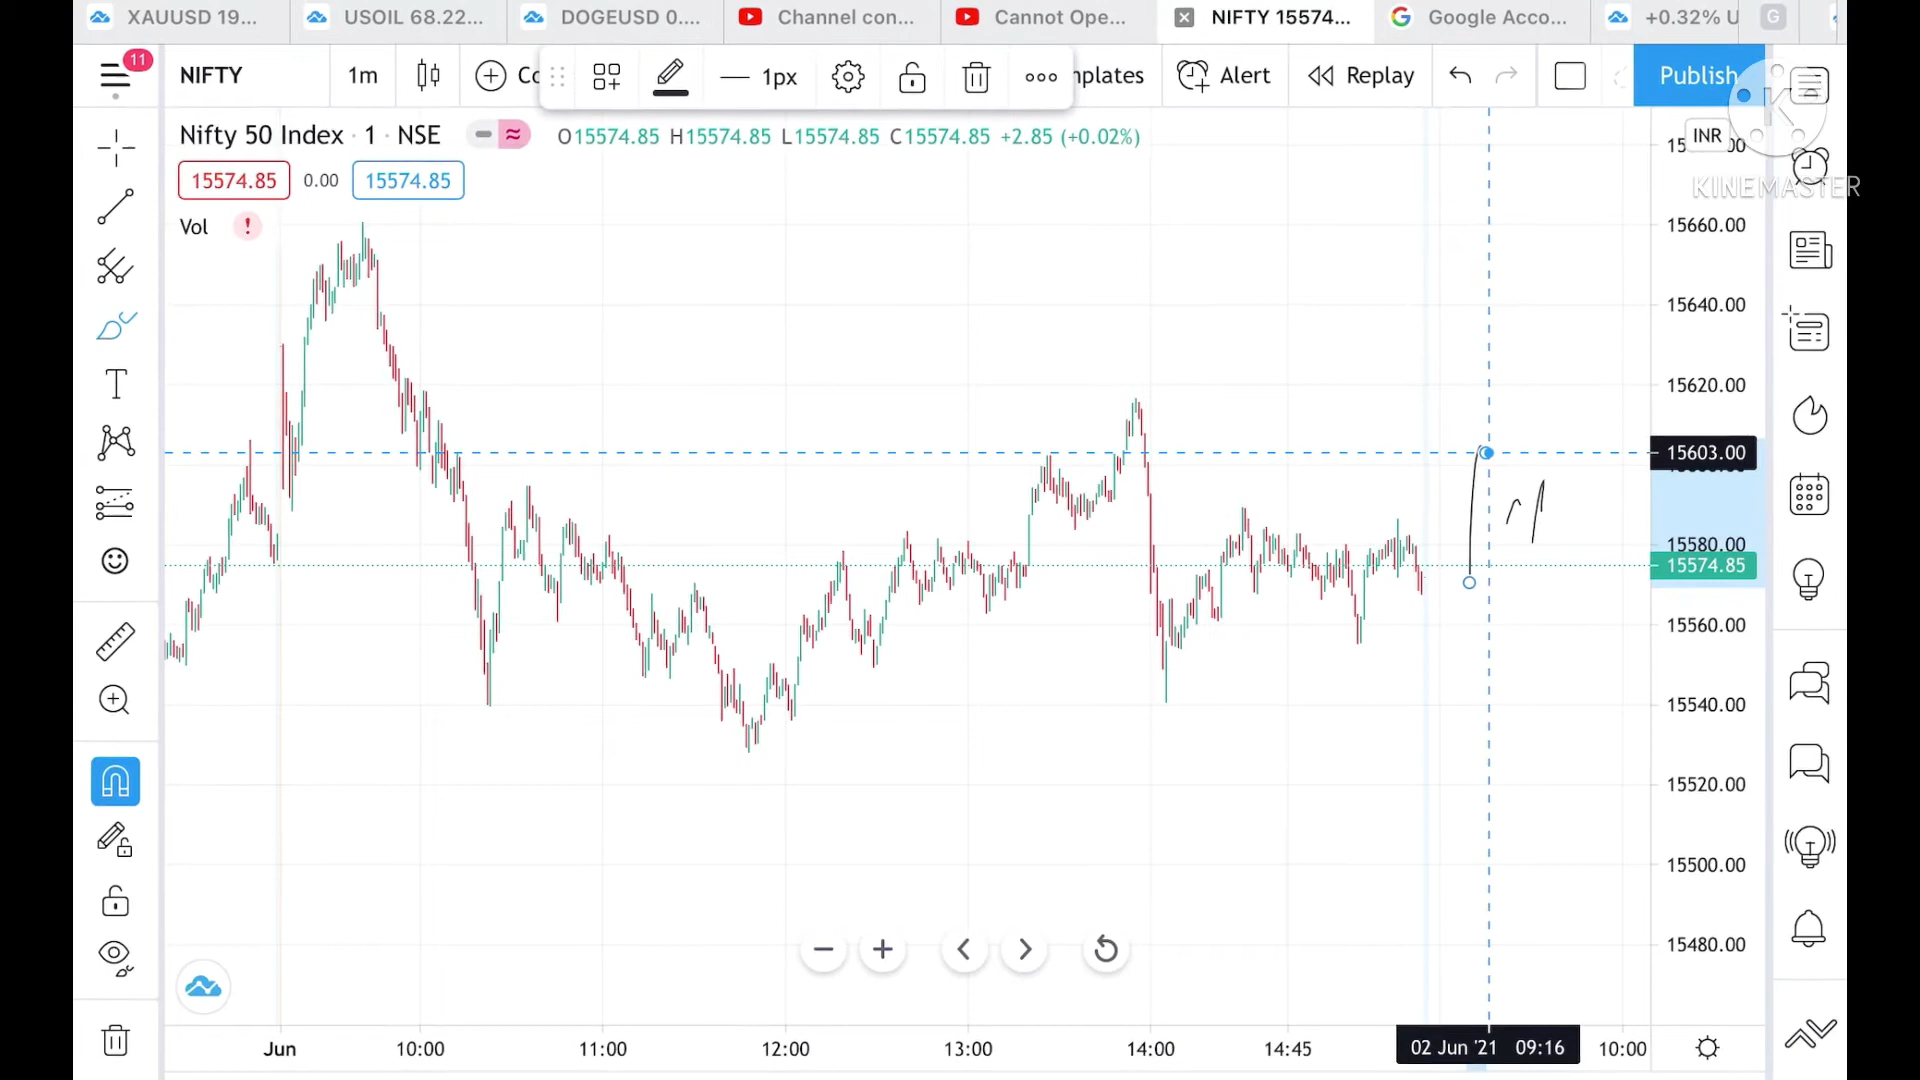 XAUUSD 19...
USOIL 68.22...
DOGEUSD 0....
Channel con...
Cannot Ope...
NIFTY 15574...
Google Acco...
+0.32% U
G
11
NIFTY
1m
Co
1px
mplates
Alert
Replay
Publish
Nifty 50 Index · 1 · NSE
O15574.85 H15574.85 L15574.85 C15574.85 +2.85 (+0.02%)
INR
KINEMASTER
15574.85 0.00 15574.85
Vol !
15660.00
15640.00
15620.00
15603.00
15580.00
15574.85
15560.00
15540.00
15520.00
15500.00
15480.00
Jun 10:00 11:00 12:00 13:00 14:00 14:45 02 Jun '21 09:16 10:00